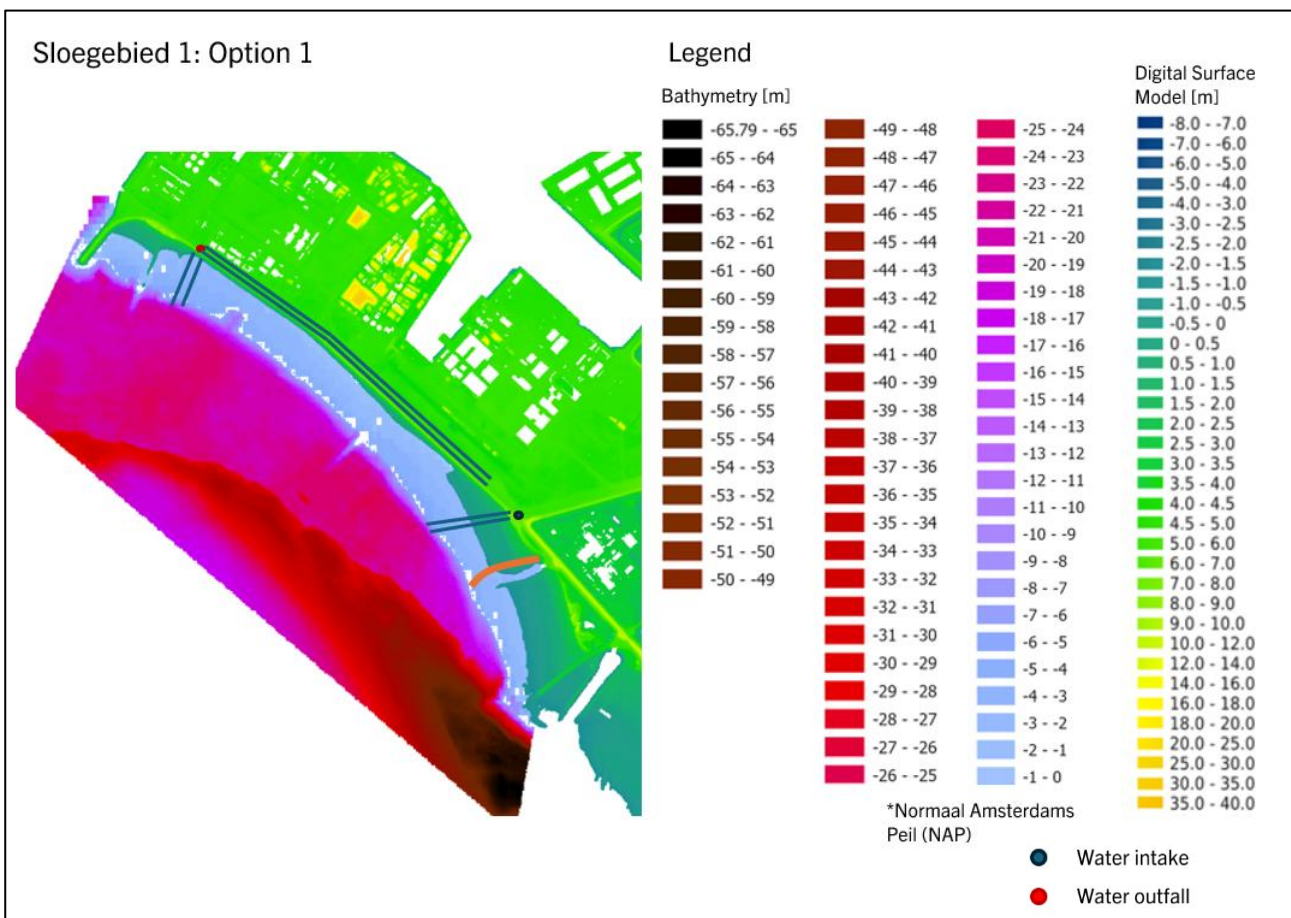 Sloegebied 1: Option 1
Legend
Bathymetry [m]
-65.79 - -65
-65 - -64
-64 - -63
-63 - -62
-62 - -61
-61 - -60
-60 - -59
-59 - -58
-58 - -57
-57 - -56
-56 - -55
-55 - -54
-54 - -53
-53 - -52
-52 - -51
-51 - -50
-50 - -49
-49 - -48
-48 - -47
-47 - -46
-46 - -45
-45 - -44
-44 - -43
-43 - -42
-42 - -41
-41 - -40
-40 - -39
-39 - -38
-38 - -37
-37 - -36
-36 - -35
-35 - -34
-34 - -33
-33 - -32
-32 - -31
-31 - -30
-30 - -29
-29 - -28
-28 - -27
-27 - -26
-26 - -25
-25 - -24
-24 - -23
-23 - -22
-22 - -21
-21 - -20
-20 - -19
-19 - -18
-18 - -17
-17 - -16
-16 - -15
-15 - -14
-14 - -13
-13 - -12
-12 - -11
-11 - -10
-10 - -9
-9 - -8
-8 - -7
-7 - -6
-6 - -5
-5 - -4
-4 - -3
-3 - -2
-2 - -1
-1 - 0
*Normaal Amsterdams
Peil (NAP)
Digital Surface
Model [m]
-8.0 - -7.0
-7.0 - -6.0
-6.0 - -5.0
-5.0 - -4.0
-4.0 - -3.0
-3.0 - -2.5
-2.5 - -2.0
-2.0 - -1.5
-1.5 - -1.0
-1.0 - -0.5
-0.5 - 0
0 - 0.5
0.5 - 1.0
1.0 - 1.5
1.5 - 2.0
2.0 - 2.5
2.5 - 3.0
3.0 - 3.5
3.5 - 4.0
4.0 - 4.5
4.5 - 5.0
5.0 - 6.0
6.0 - 7.0
7.0 - 8.0
8.0 - 9.0
9.0 - 10.0
10.0 - 12.0
12.0 - 14.0
14.0 - 16.0
16.0 - 18.0
18.0 - 20.0
20.0 - 25.0
25.0 - 30.0
30.0 - 35.0
35.0 - 40.0
Water intake
Water outfall